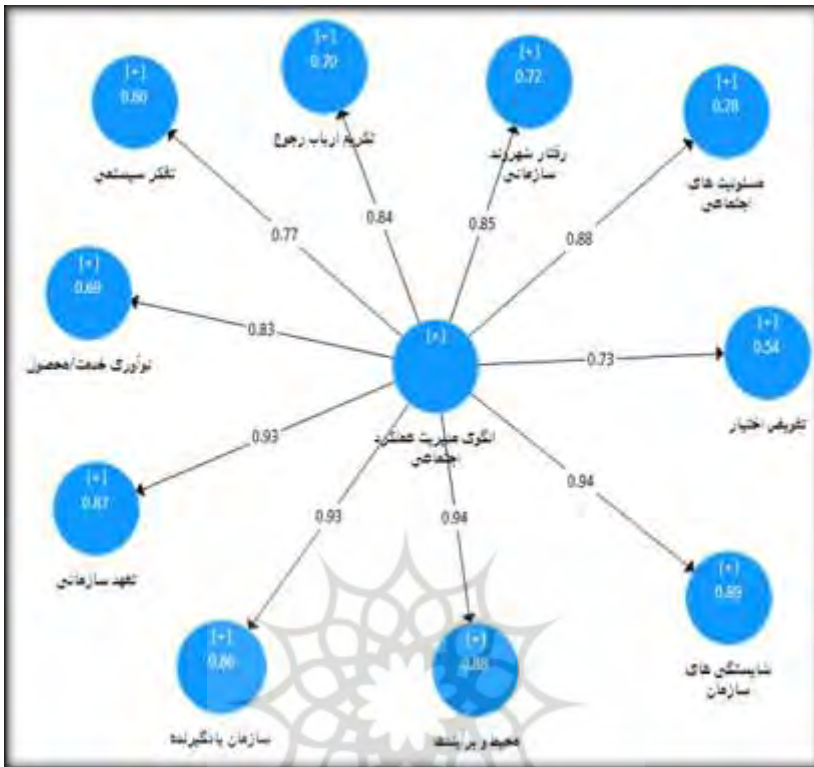 [+]
0.70
تکریم ارباب رجوع
[+]
0.72
رفتار شهروند
سازمانی
[+]
0.80
تفکر سیستمی
[+]
0.78
مسئولیت های
اجتماعی
0.84
0.85
0.77
0.88
[+]
0.69
نوآوری خدمت/محصول
0.83
[+]
الگوی مدیریت عملکرد
اجتماعی
0.73
[+]
0.54
تفویض اختیار
0.93
[+]
0.87
تعهد سازمانی
0.93
0.94
0.94
[+]
0.89
شایستگی های
سازمان
[+]
0.86
سازمان یادگیرنده
[+]
0.88
محیط و برآیندها